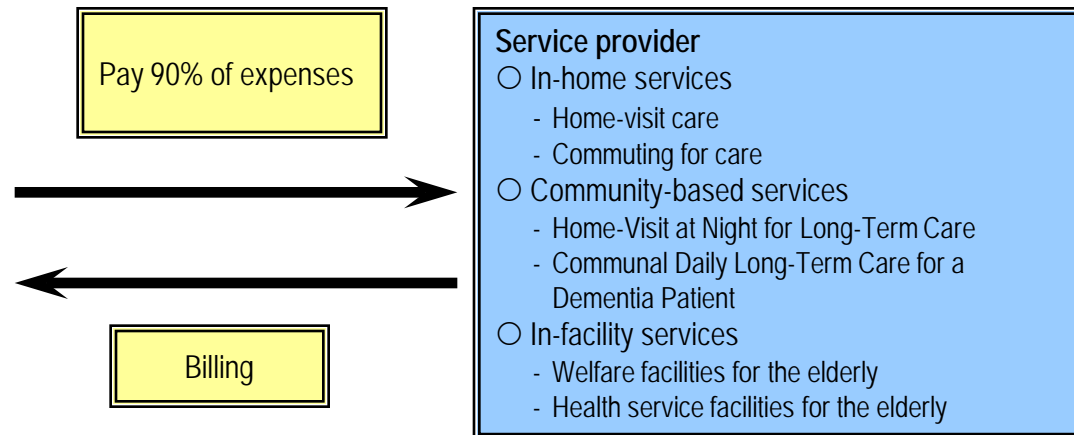 Pay 90% of expenses
Service provider
○ In-home services
- Home-visit care
- Commuting for care
○ Community-based services
- Home-Visit at Night for Long-Term Care
- Communal Daily Long-Term Care for a
Dementia Patient
○ In-facility services
- Welfare facilities for the elderly
- Health service facilities for the elderly
Billing